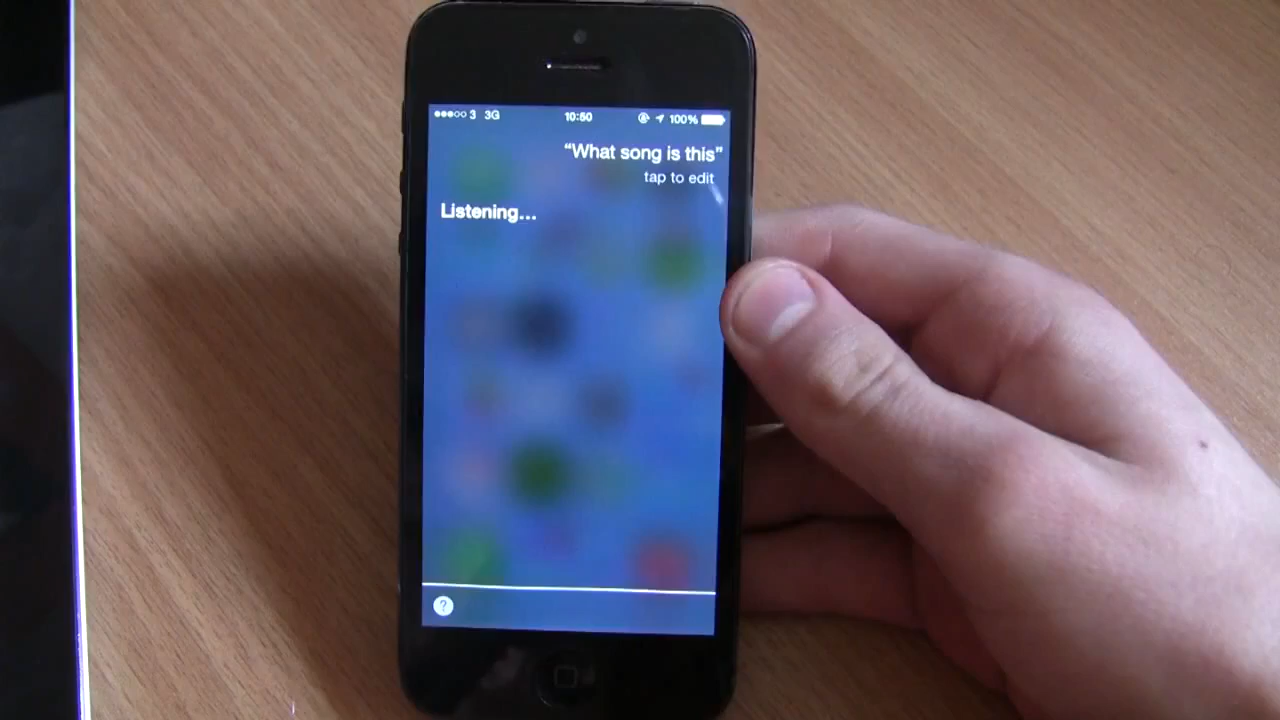 3 3G 10:50 100%
“What song is this”
tap to edit
Listening...
?